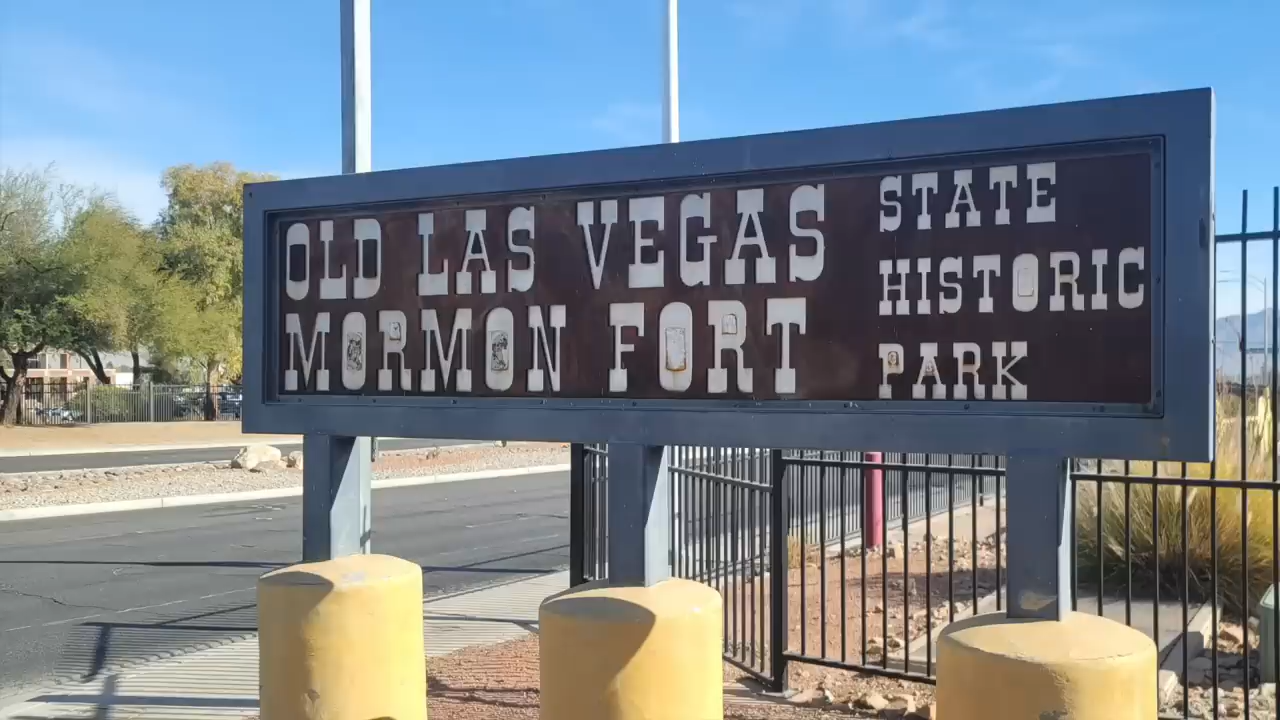 OLD LAS VEGAS
MORMON FORT
STATE
HISTORIC
PARK